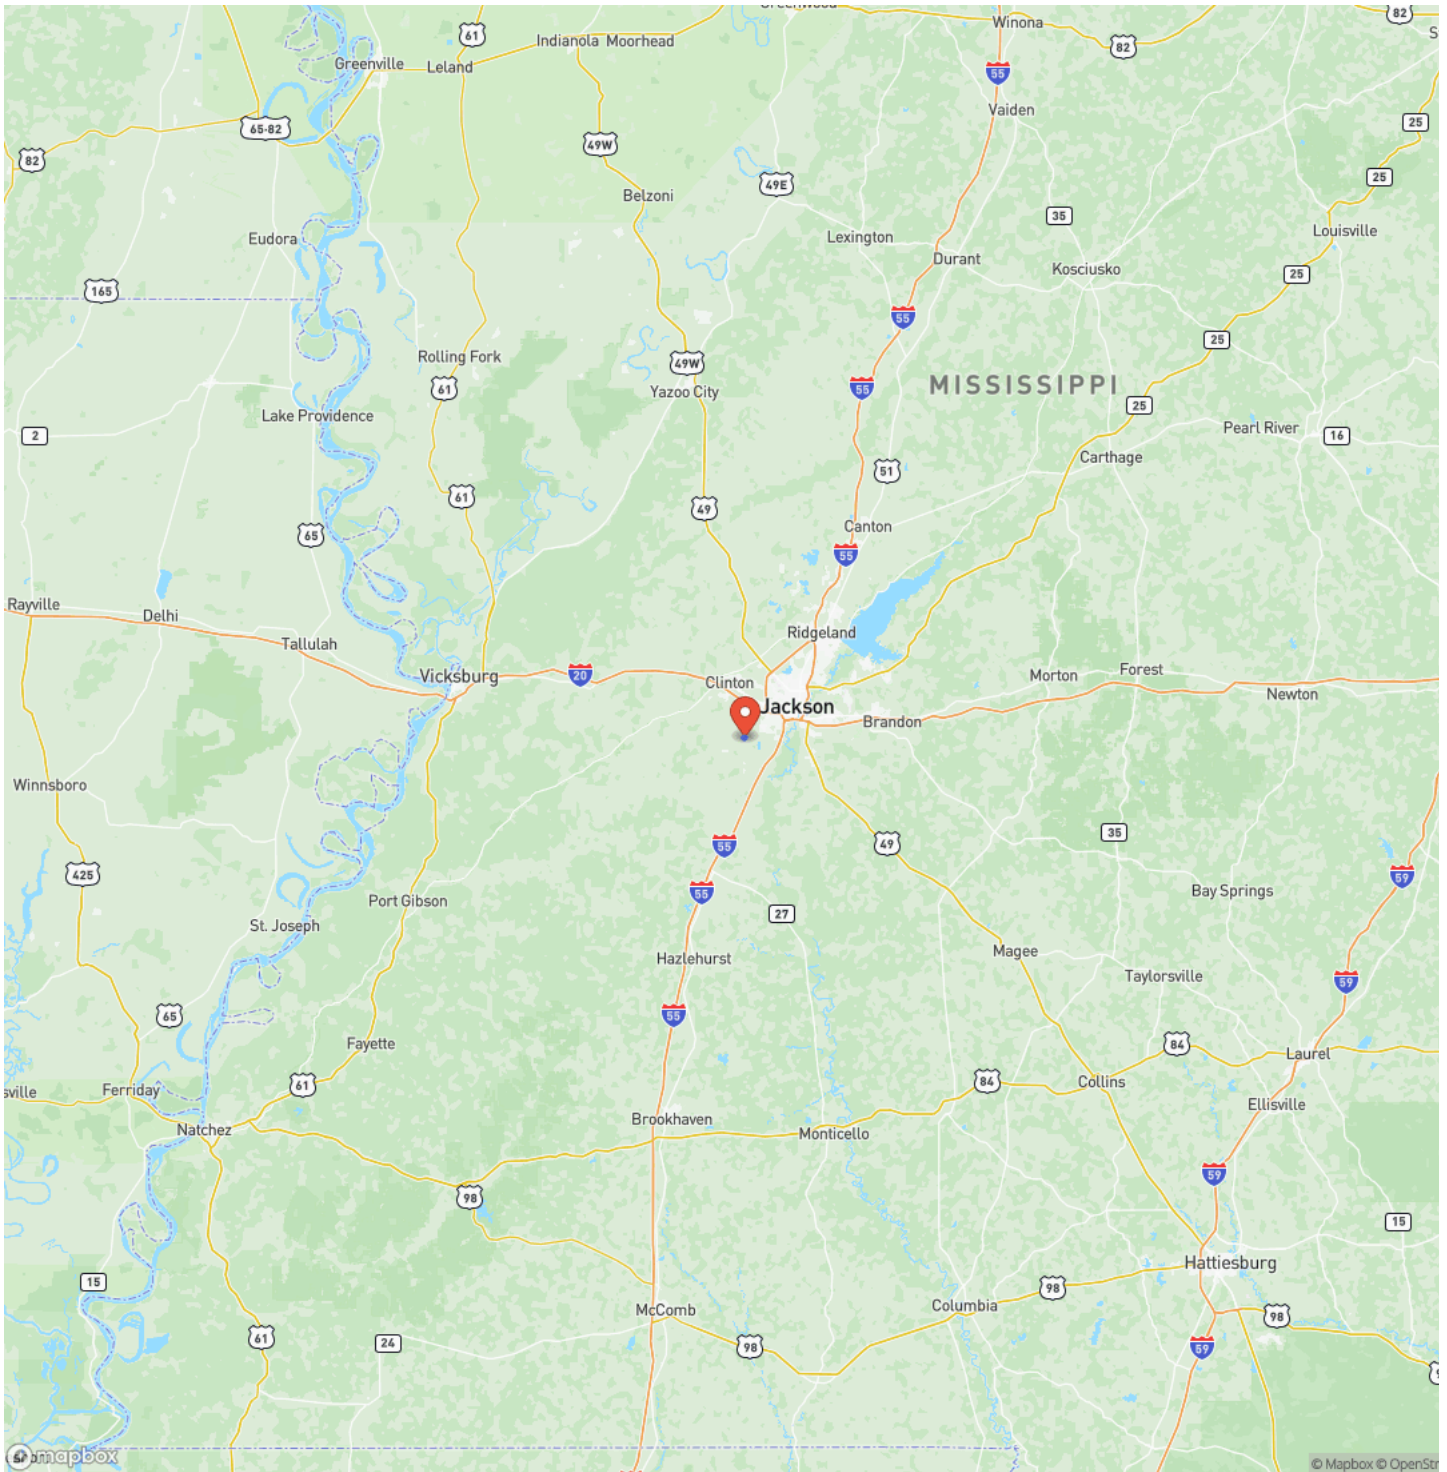 Greenwood
82
Winona
61
Indianola Moorhead
82
Greenville
Leland
55
Vaiden
65-82
25
49W
82
49E
25
Belzoni
35
Lexington
Louisville
Eudora
Durant
Kosciusko
25
165
55
25
Rolling Fork
49W
61
Yazoo City
55
MISSISSIPPI
25
Lake Providence
Pearl River
2
16
Carthage
51
61
49
65
Canton
55
Rayville
Delhi
Ridgeland
Tallulah
Vicksburg
20
Clinton
Morton
Forest
Newton
Jackson
Brandon
Winnsboro
35
55
49
425
59
55
Bay Springs
Port Gibson
27
St. Joseph
Magee
Hazlehurst
Taylorsville
59
65
55
Fayette
84
Laurel
61
84
Collins
sville
Ferriday
Ellisville
Brookhaven
Natchez
Monticello
59
98
15
Hattiesburg
15
98
McComb
Columbia
98
61
24
98
59
mapbox
© Mapbox © OpenStr